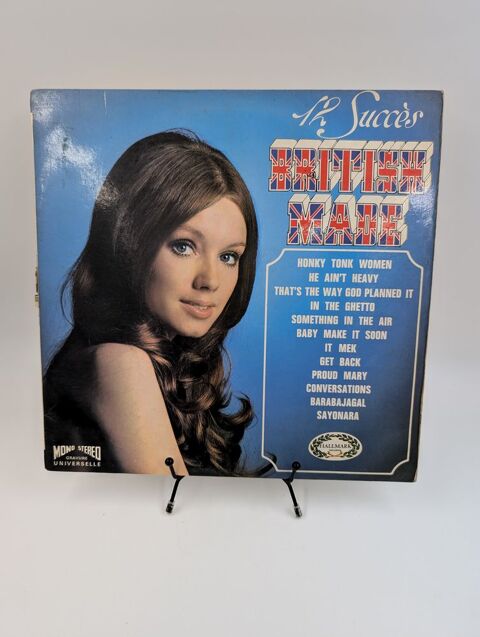 12 Succès
BRITISH
MADE
HONKY TONK WOMEN
HE AIN'T HEAVY
THAT'S THE WAY GOD PLANNED IT
IN THE GHETTO
SOMETHING IN THE AIR
BABY MAKE IT SOON
IT MEK
GET BACK
PROUD MARY
CONVERSATIONS
BARABAJAGAL
SAYONARA
HALLMARK
MONO STEREO
GRAVURE
UNIVERSELLE